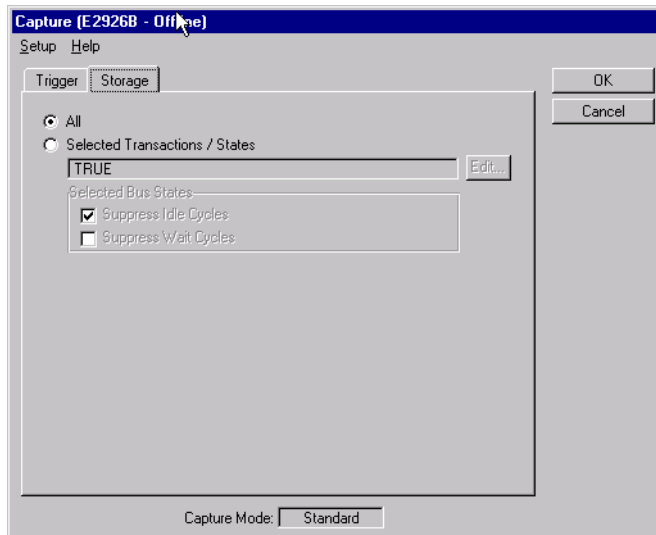 Capture (E2926B - Offline)
Setup Help
Trigger Storage
OK
Cancel
All
Selected Transactions / States
TRUE
Edit...
Selected Bus States
Suppress Idle Cycles
Suppress Wait Cycles
Capture Mode: Standard